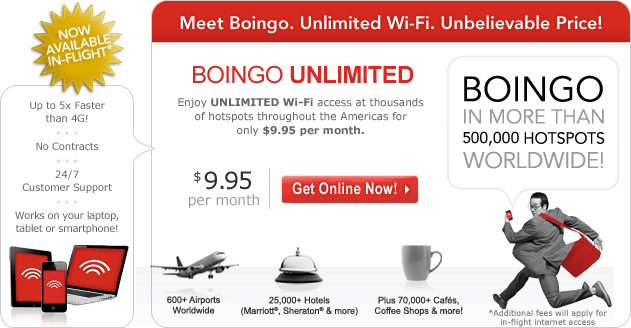 Meet Boingo. Unlimited Wi-Fi. Unbelievable Price!
NOW
AVAILABLE
IN-FLIGHT*
Up to 5x Faster
than 4G!
No Contracts
24/7
Customer Support
Works on your laptop,
tablet or smartphone!
BOINGO UNLIMITED
Enjoy UNLIMITED Wi-Fi access at thousands
of hotspots throughout the Americas for
only $9.95 per month.
$9.95
per month
Get Online Now!
BOINGO
IN MORE THAN
500,000 HOTSPOTS
WORLDWIDE!
600+ Airports
Worldwide
25,000+ Hotels
(Marriott®, Sheraton® & more)
Plus 70,000+ Cafés,
Coffee Shops & more!
*Additional fees will apply for
in-flight internet access